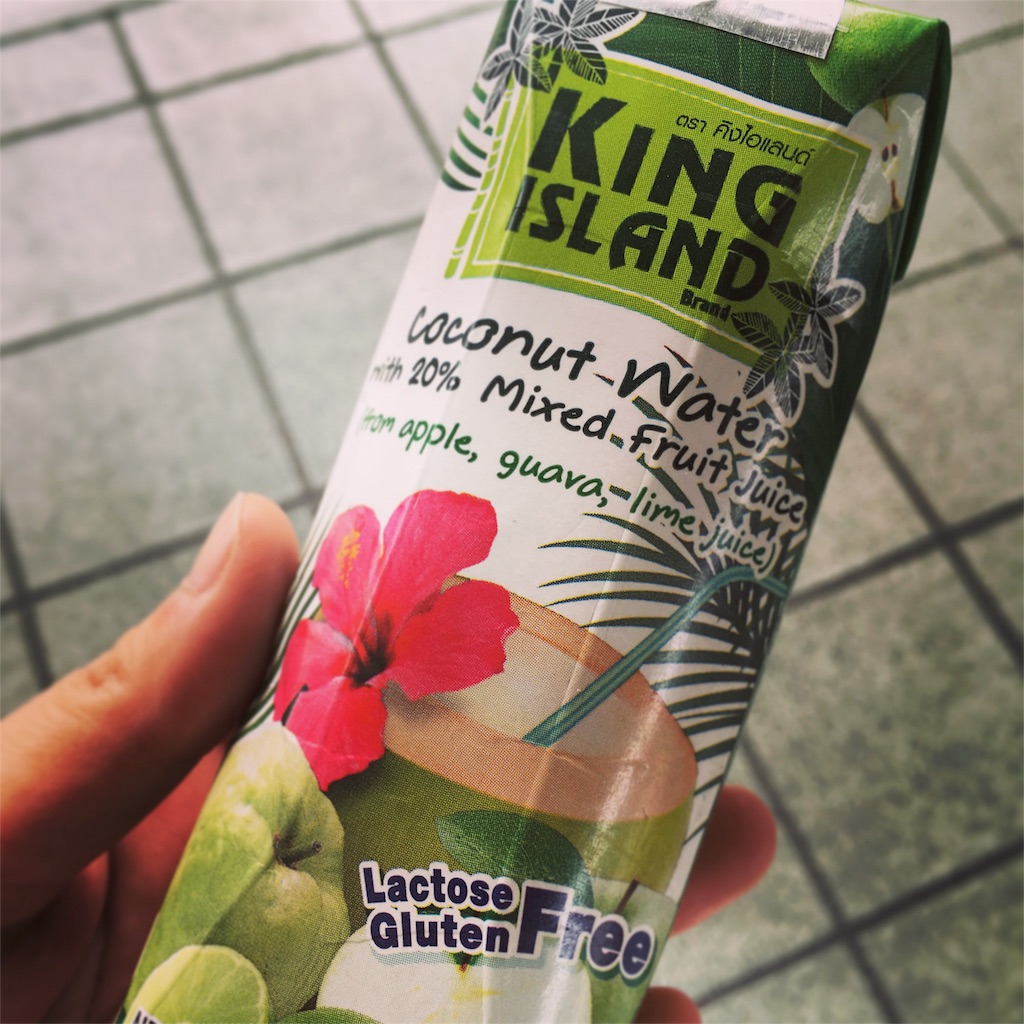 ตรา คิงไอแลนด์
KING
ISLAND
Brand
Coconut Water
with 20% Mixed Fruit Juice
(from apple, guava, lime juice)
Lactose
Gluten Free